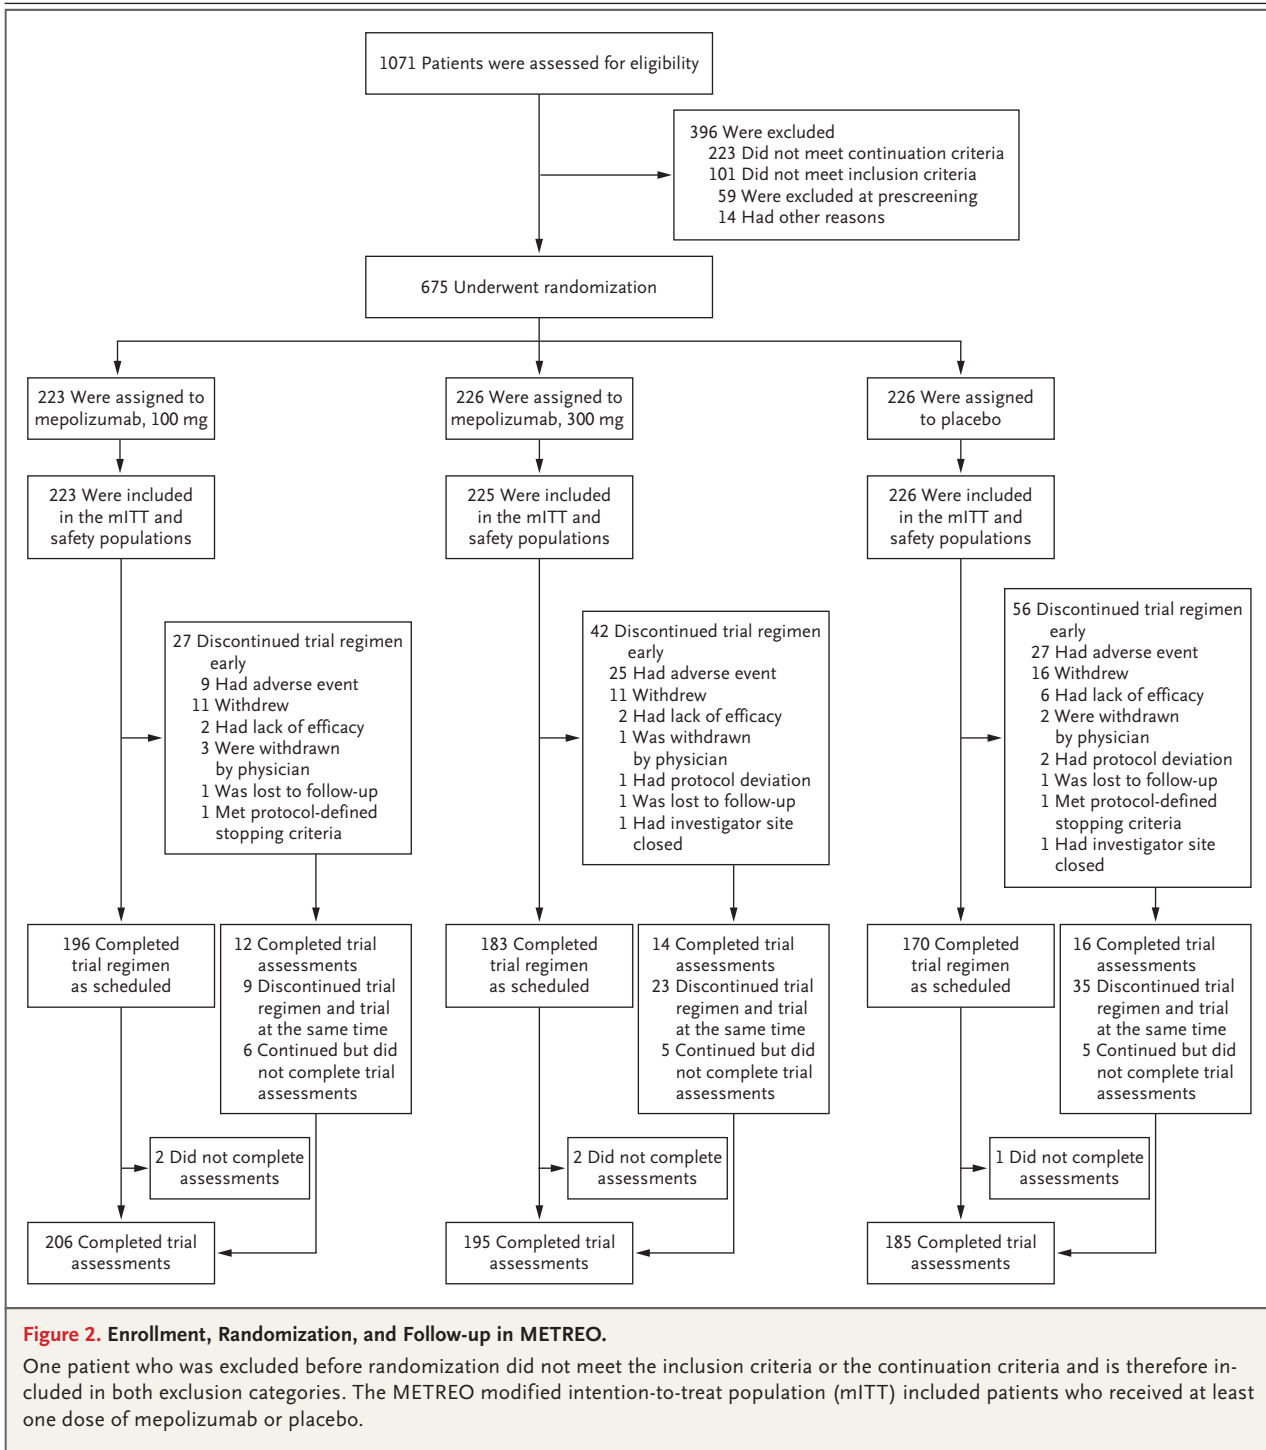 1071 Patients were assessed for eligibility
396 Were excluded
223 Did not meet continuation criteria
101 Did not meet inclusion criteria
59 Were excluded at prescreening
14 Had other reasons
675 Underwent randomization
223 Were assigned to
mepolizumab, 100 mg
226 Were assigned to
mepolizumab, 300 mg
226 Were assigned
to placebo
223 Were included
in the mITT and
safety populations
225 Were included
in the mITT and
safety populations
226 Were included
in the mITT and
safety populations
27 Discontinued trial regimen
early
9 Had adverse event
11 Withdrew
2 Had lack of efficacy
3 Were withdrawn
by physician
1 Was lost to follow-up
1 Met protocol-defined
stopping criteria
42 Discontinued trial regimen
early
25 Had adverse event
11 Withdrew
2 Had lack of efficacy
1 Was withdrawn
by physician
1 Had protocol deviation
1 Was lost to follow-up
1 Had investigator site
closed
56 Discontinued trial regimen
early
27 Had adverse event
16 Withdrew
6 Had lack of efficacy
2 Were withdrawn
by physician
2 Had protocol deviation
1 Was lost to follow-up
1 Met protocol-defined
stopping criteria
1 Had investigator site
closed
196 Completed
trial regimen
as scheduled
12 Completed trial
assessments
9 Discontinued trial
regimen and trial
at the same time
6 Continued but did
not complete trial
assessments
183 Completed
trial regimen
as scheduled
14 Completed trial
assessments
23 Discontinued trial
regimen and trial
at the same time
5 Continued but did
not complete trial
assessments
170 Completed
trial regimen
as scheduled
16 Completed trial
assessments
35 Discontinued trial
regimen and trial
at the same time
5 Continued but did
not complete trial
assessments
2 Did not complete
assessments
2 Did not complete
assessments
1 Did not complete
assessments
206 Completed trial
assessments
195 Completed trial
assessments
185 Completed trial
assessments
Figure 2. Enrollment, Randomization, and Follow-up in METREO.
One patient who was excluded before randomization did not meet the inclusion criteria or the continuation criteria and is therefore in-
cluded in both exclusion categories. The METREO modified intention-to-treat population (mITT) included patients who received at least
one dose of mepolizumab or placebo.